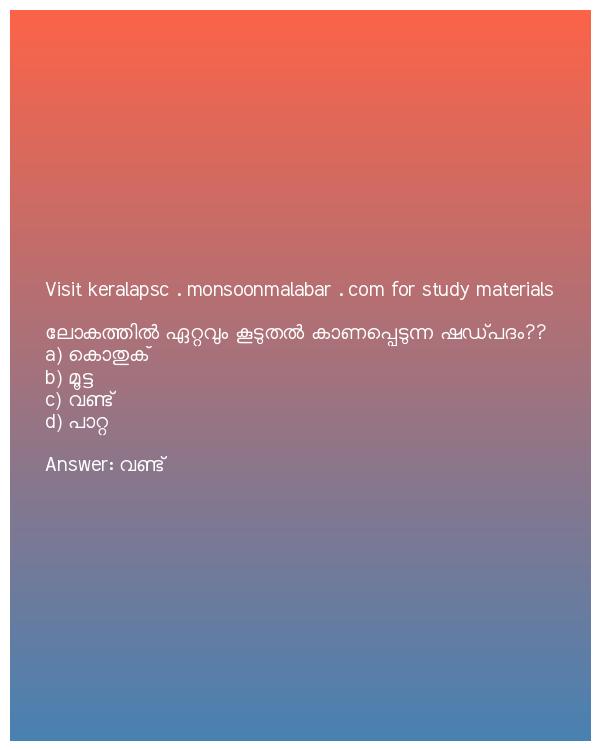 Visit keralapsc . monsoonmalabar . com for study materials
ലോകത്തിൽ ഏറ്റവും കൂടുതൽ കാണപ്പെടുന്ന ഷഡ്പദം??
a) കൊതുക്
b) മൂട്ട
c) വണ്ട്
d) പാറ്റ
Answer: വണ്ട്